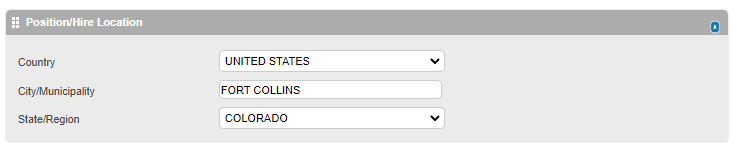 Position/Hire Location
Country UNITED STATES
City/Municipality FORT COLLINS
State/Region COLORADO